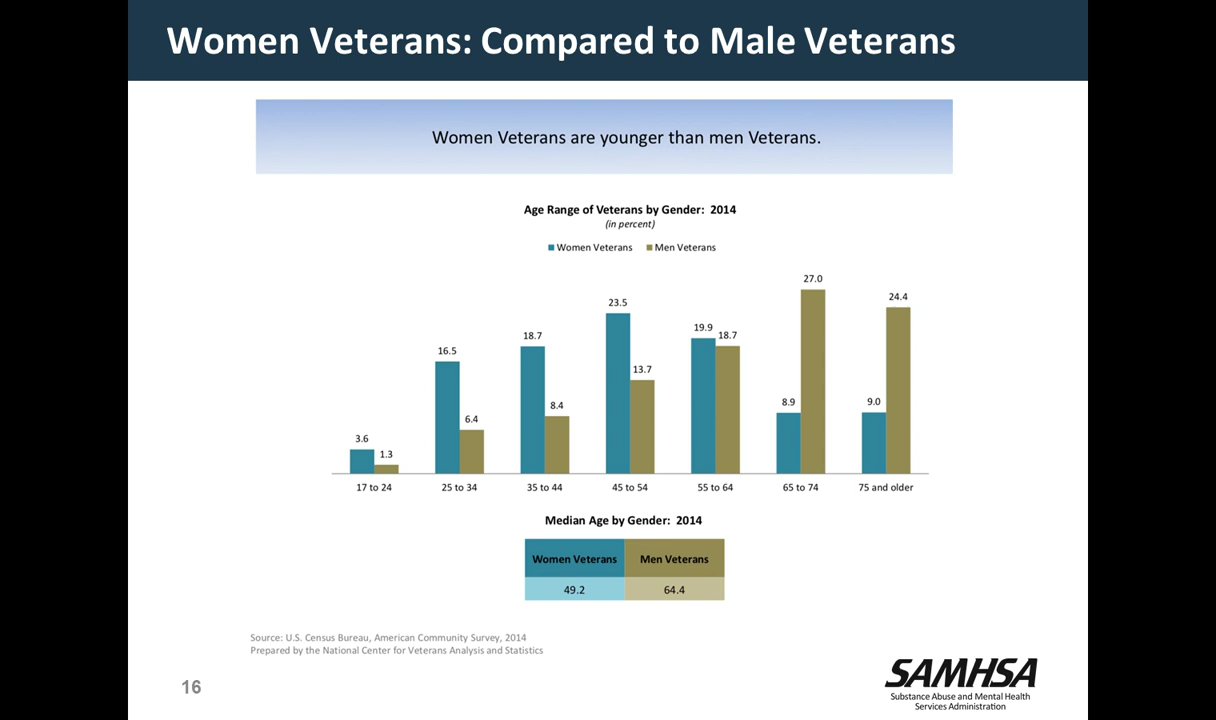 Women Veterans: Compared to Male Veterans
Women Veterans are younger than men Veterans.
Age Range of Veterans by Gender:  2014
(in percent)
Women Veterans  Men Veterans
3.6 1.3 16.5 6.4 18.7 8.4 23.5 13.7 19.9 18.7 8.9 27.0 9.0 24.4
17 to 24 25 to 34 35 to 44 45 to 54 55 to 64 65 to 74 75 and older
Median Age by Gender:  2014
Women Veterans Men Veterans
49.2 64.4
Source: U.S. Census Bureau, American Community Survey, 2014
Prepared by the National Center for Veterans Analysis and Statistics
16
SAMHSA
Substance Abuse and Mental Health
Services Administration